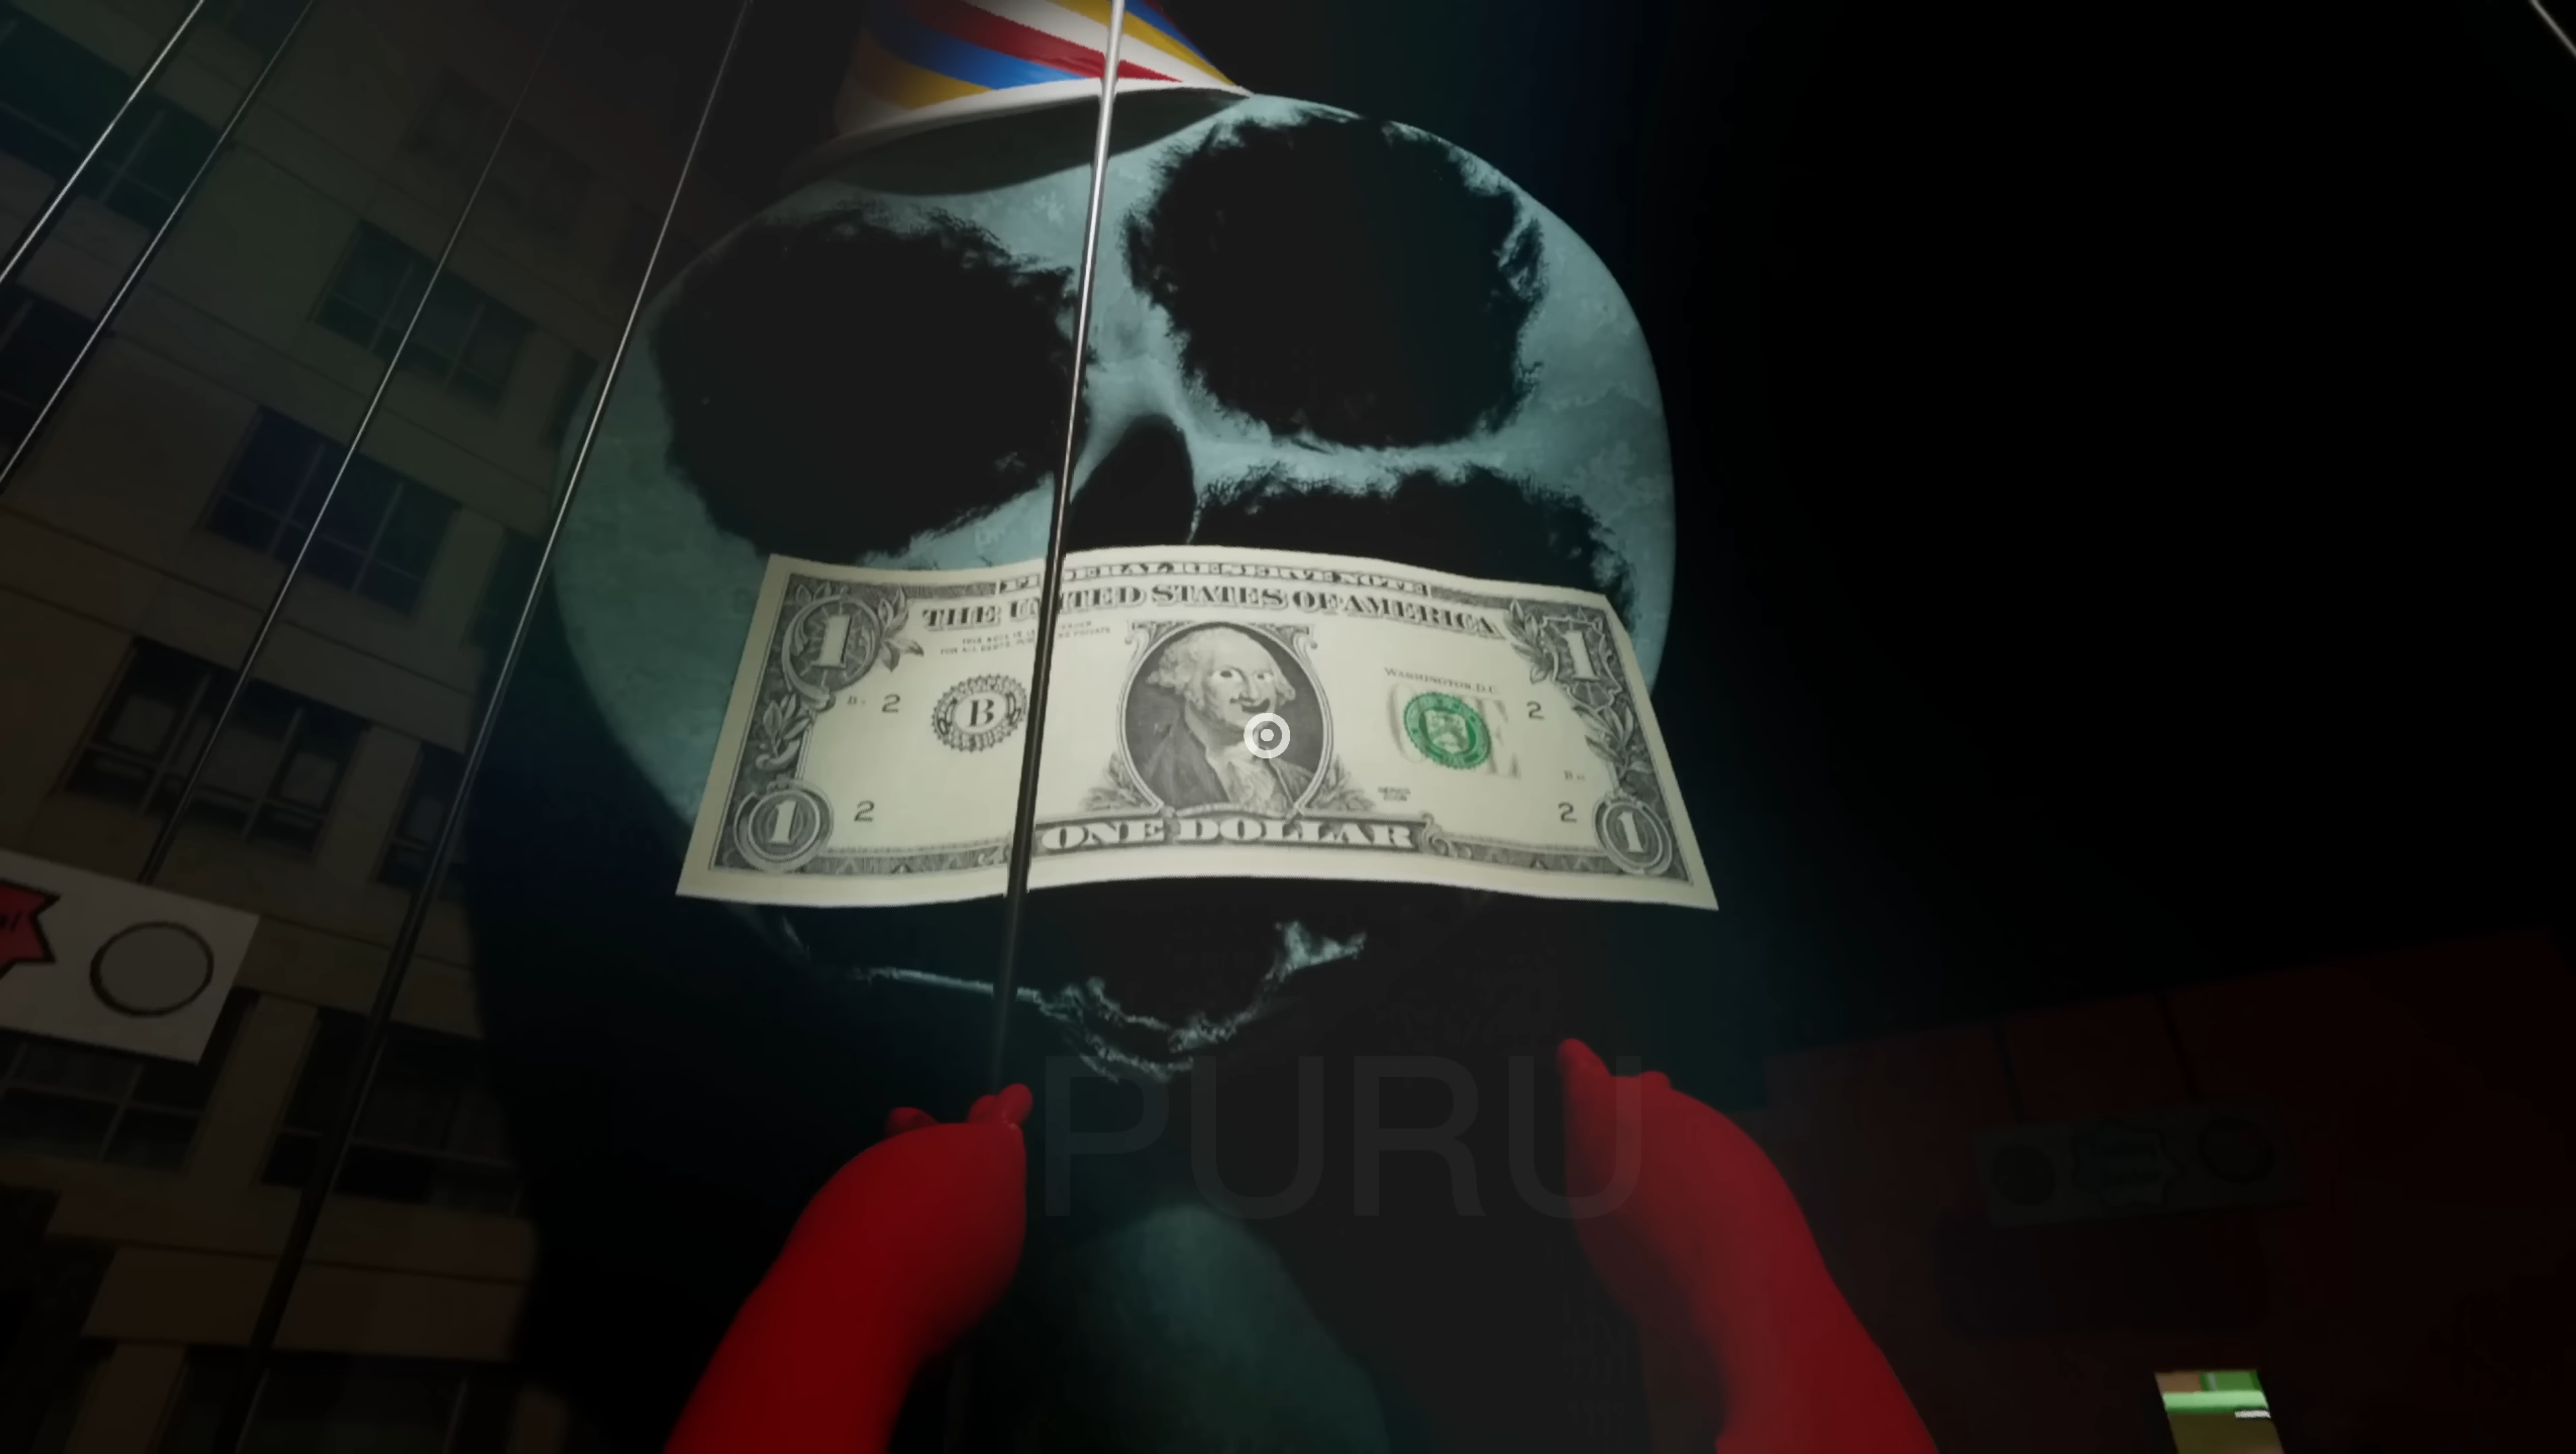 FEDERAL RESERVE NOTE
THE UNITED STATES OF AMERICA
1
1
WASHINGTON, D.C.
B- 2
B
2
2
B-
2
1
ONE DOLLAR
1
PURU